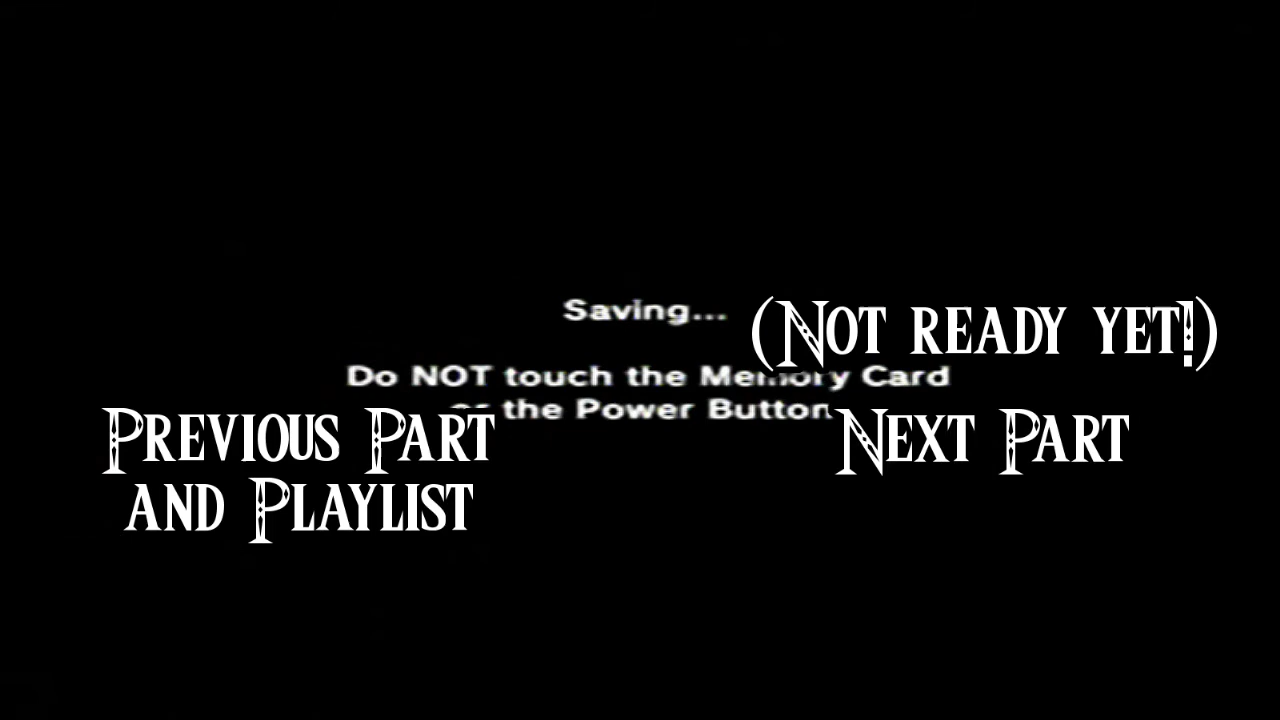 Saving...
(Not ready yet!)
Do NOT touch the Memory Card
or the Power Button.
Previous Part
and Playlist
Next Part